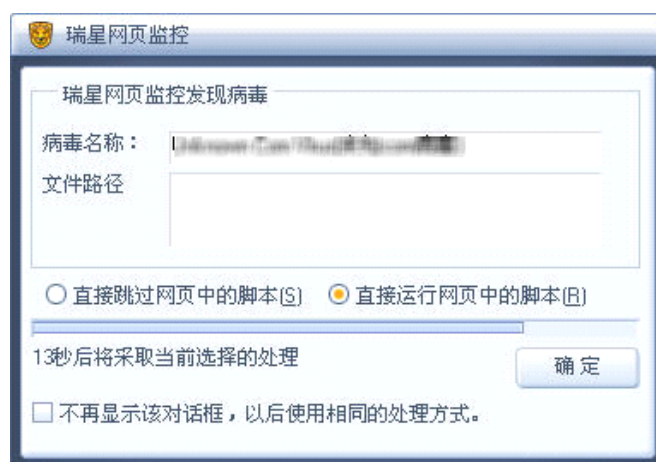 瑞星网页监控
瑞星网页监控发现病毒
病毒名称：
文件路径
直接跳过网页中的脚本(S) 直接运行网页中的脚本(R)
13秒后将采取当前选择的处理
确定
不再显示该对话框，以后使用相同的处理方式。